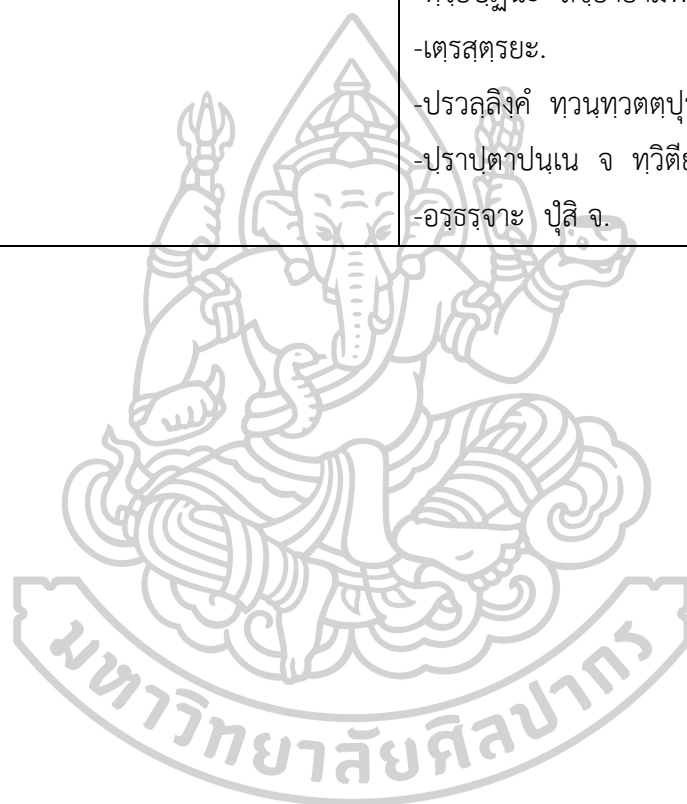 -เตฺรสฺตฺรยะ.
-ปรวลฺลิงฺคํ ทฺวนฺทฺวตตฺปุ
-ปฺราปฺตาปนฺเน จ ทฺวิตี
-อรฺธรฺจาะ ปุํสิ จ.
มหาวิทยาลัยศิลปากร